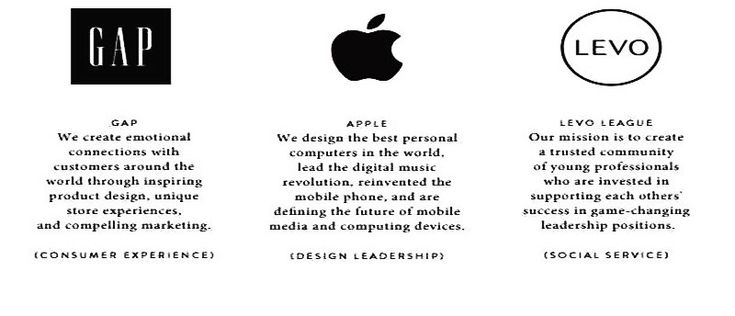 GAP
LEVO
GAP
We create emotional
connections with
customers around the
world through inspiring
product design, unique
store experiences,
and compelling marketing.
(CONSUMER EXPERIENCE)
APPLE
We design the best personal
computers in the world,
lead the digital music
revolution, reinvented the
mobile phone, and are
defining the future of mobile
media and computing devices.
(DESIGN LEADERSHIP)
LEVO LEAGUE
Our mission is to create
a trusted community
of young professionals
who are invested in
supporting each others'
success in game-changing
leadership positions.
(SOCIAL SERVICE)